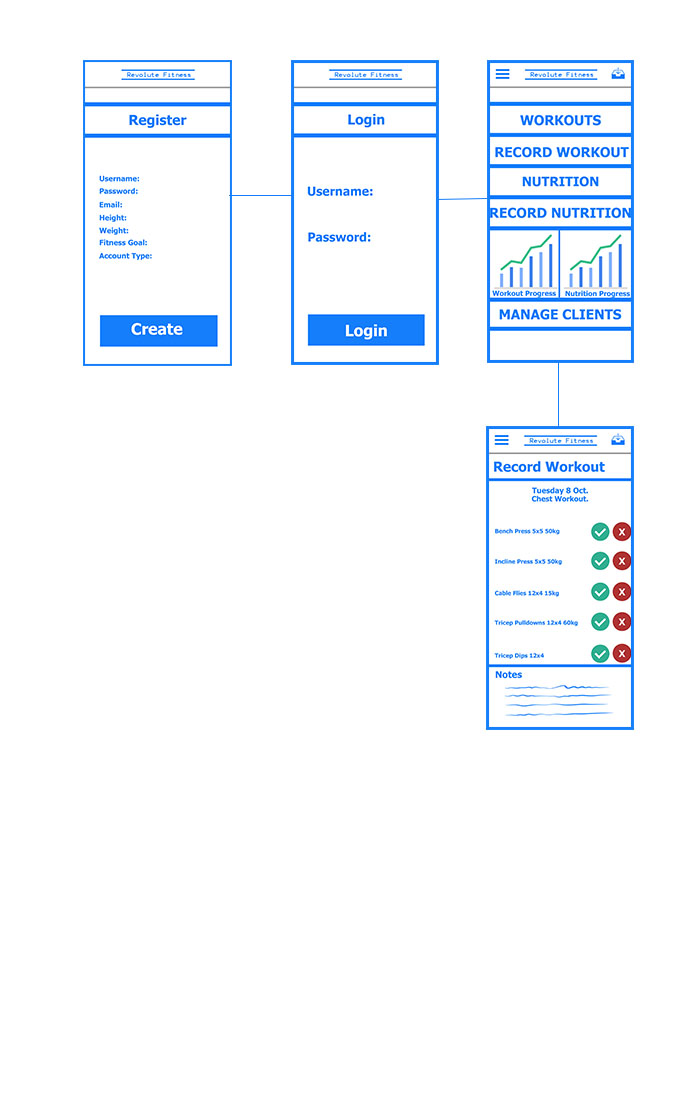 Revolute Fitness
Register
Username:
Password:
Email:
Height:
Weight:
Fitness Goal:
Account Type:
Create
Revolute Fitness
Login
Username:
Password:
Login
Revolute Fitness
WORKOUTS
RECORD WORKOUT
NUTRITION
RECORD NUTRITION
Workout Progress
Nutrition Progress
MANAGE CLIENTS
Revolute Fitness
Record Workout
Tuesday 8 Oct.
Chest Workout.
Bench Press 5x5 50kg
X
Incline Press 5x5 50kg
X
Cable Flies 12x4 15kg
X
Tricep Pulldowns 12x4 60kg
X
Tricep Dips 12x4
X
Notes